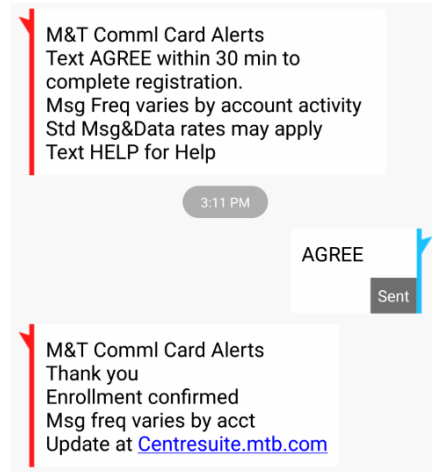 M&T Comml Card Alerts
Text AGREE within 30 min to
complete registration.
Msg Freq varies by account activity
Std Msg&Data rates may apply
Text HELP for Help
3:11 PM
AGREE
Sent
M&T Comml Card Alerts
Thank you
Enrollment confirmed
Msg freq varies by acct
Update at Centresuite.mtb.com